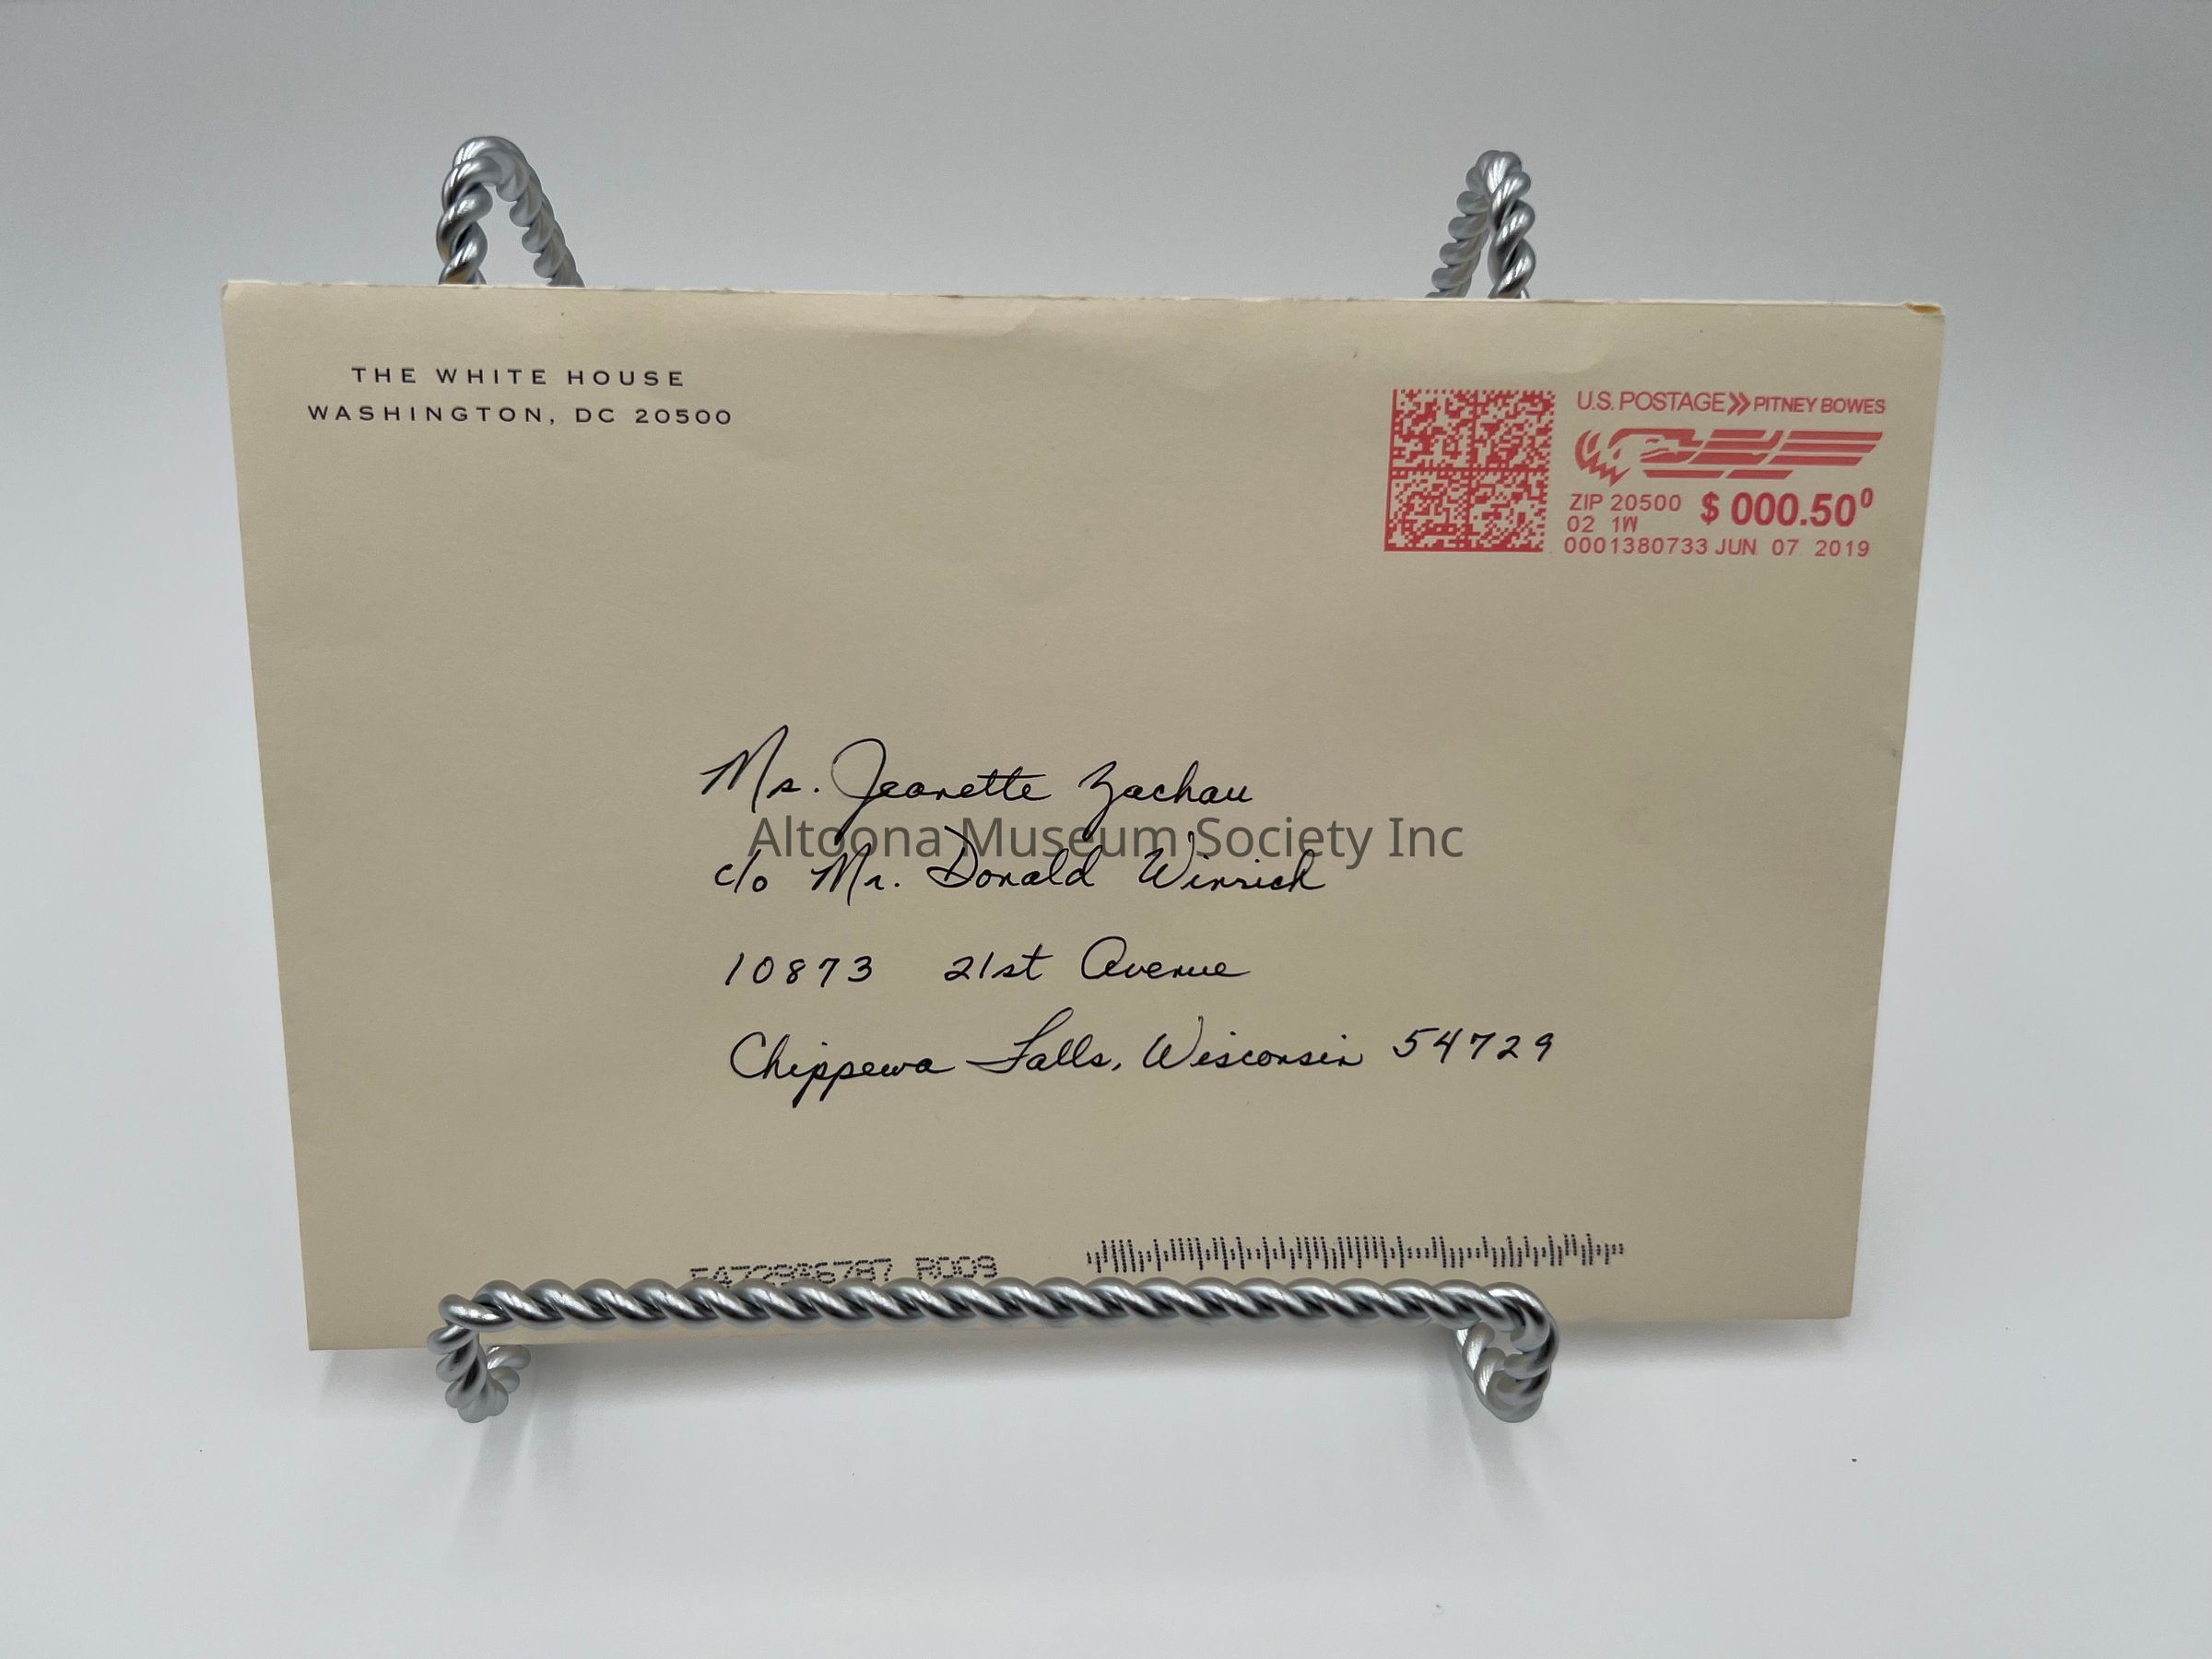 THE WHITE HOUSE
WASHINGTON, DC 20500
U.S. POSTAGE PITNEY BOWES
ZIP 20500 $ 000.50⁰
02 1W
0001380733 JUN 07 2019
Ms. Jeanette Zachau
Altoona Museum Society Inc
c/o Mr. Donald Winrich
10873 21st Avenue
Chippewa Falls, Wisconsin 54729
R009